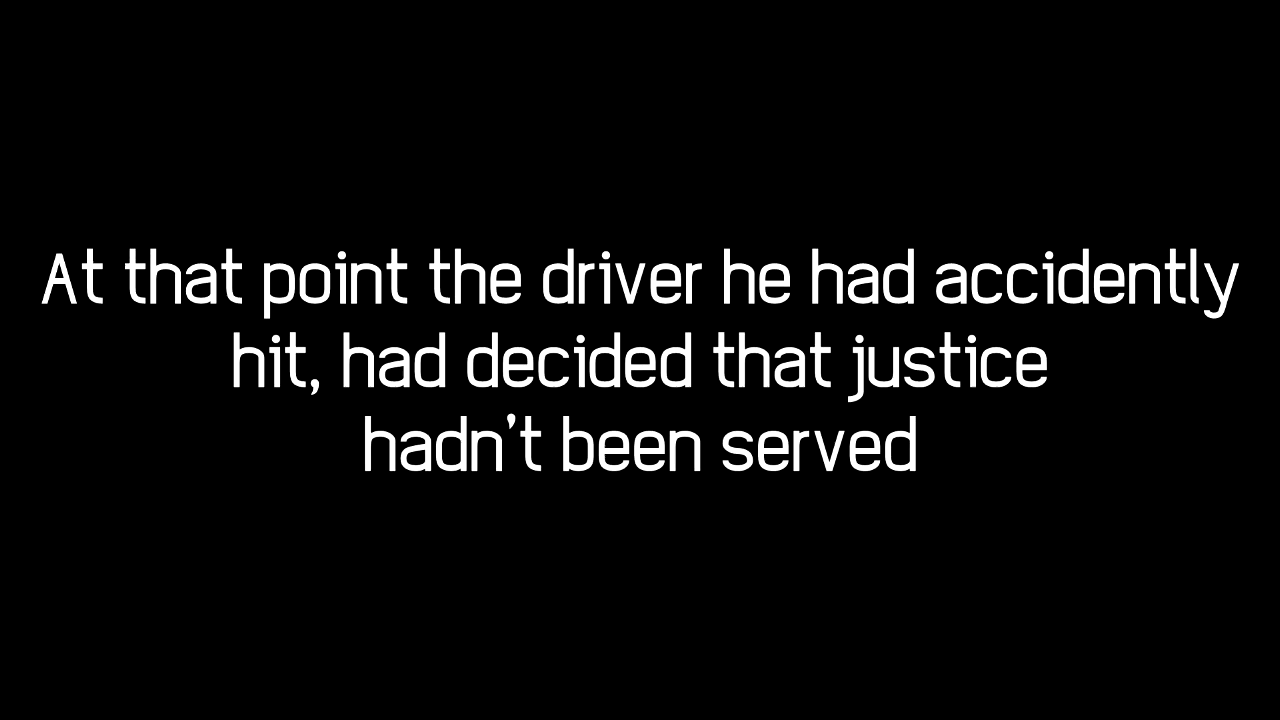 At that point the driver he had accidently
hit, had decided that justice
hadn't been served